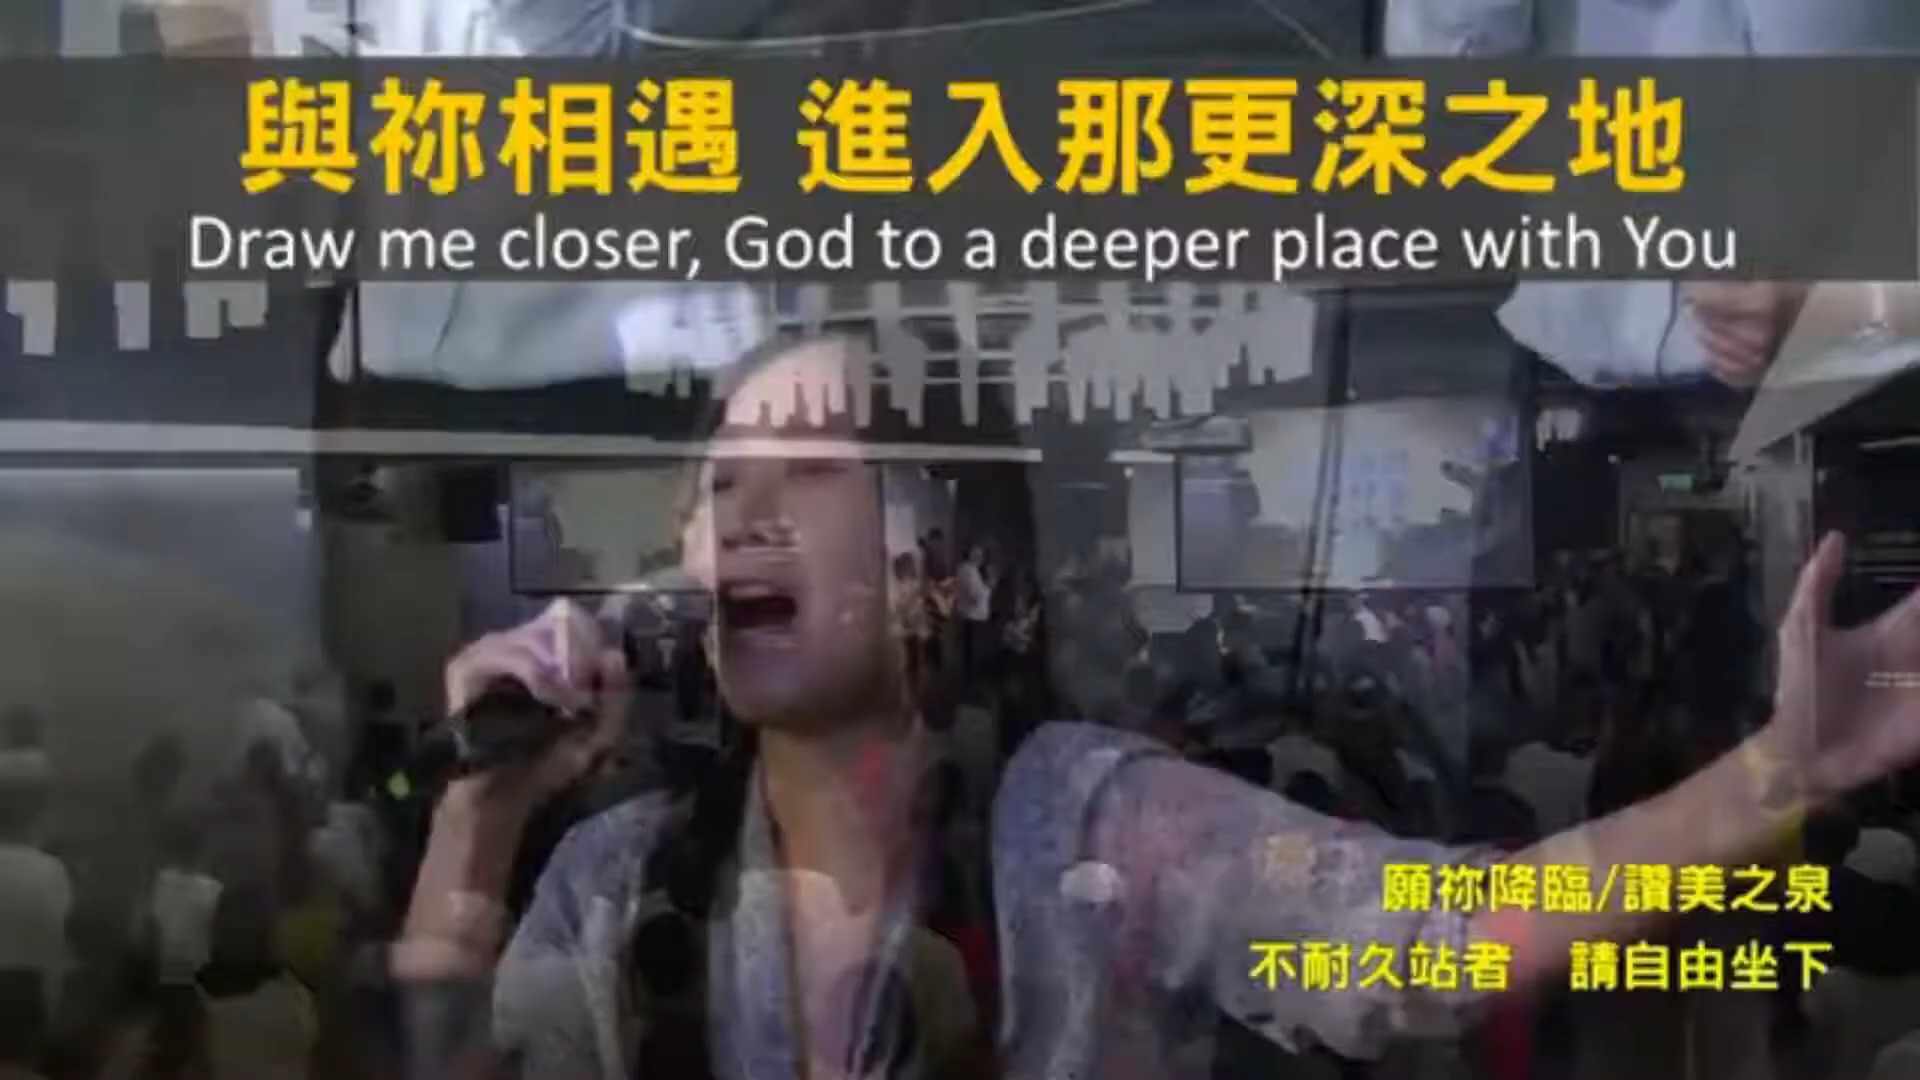 與祢相遇 進入那更深之地
Draw me closer, God to a deeper place with You
願祢降臨/讚美之泉
不耐久站者 請自由坐下